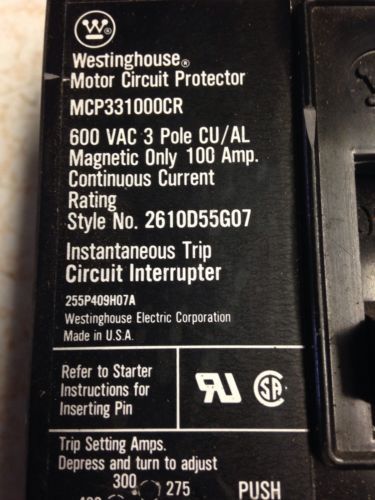 Westinghouse®
Motor Circuit Protector
MCP331000CR
600 VAC 3 Pole CU/AL
Magnetic Only 100 Amp.
Continuous Current
Rating
Style No. 2610D55G07
Instantaneous Trip
Circuit Interrupter
255P409H07A
Westinghouse Electric Corporation
Made in U.S.A.
Refer to Starter
Instructions for
Inserting Pin
Trip Setting Amps.
Depress and turn to adjust
300
275
PUSH